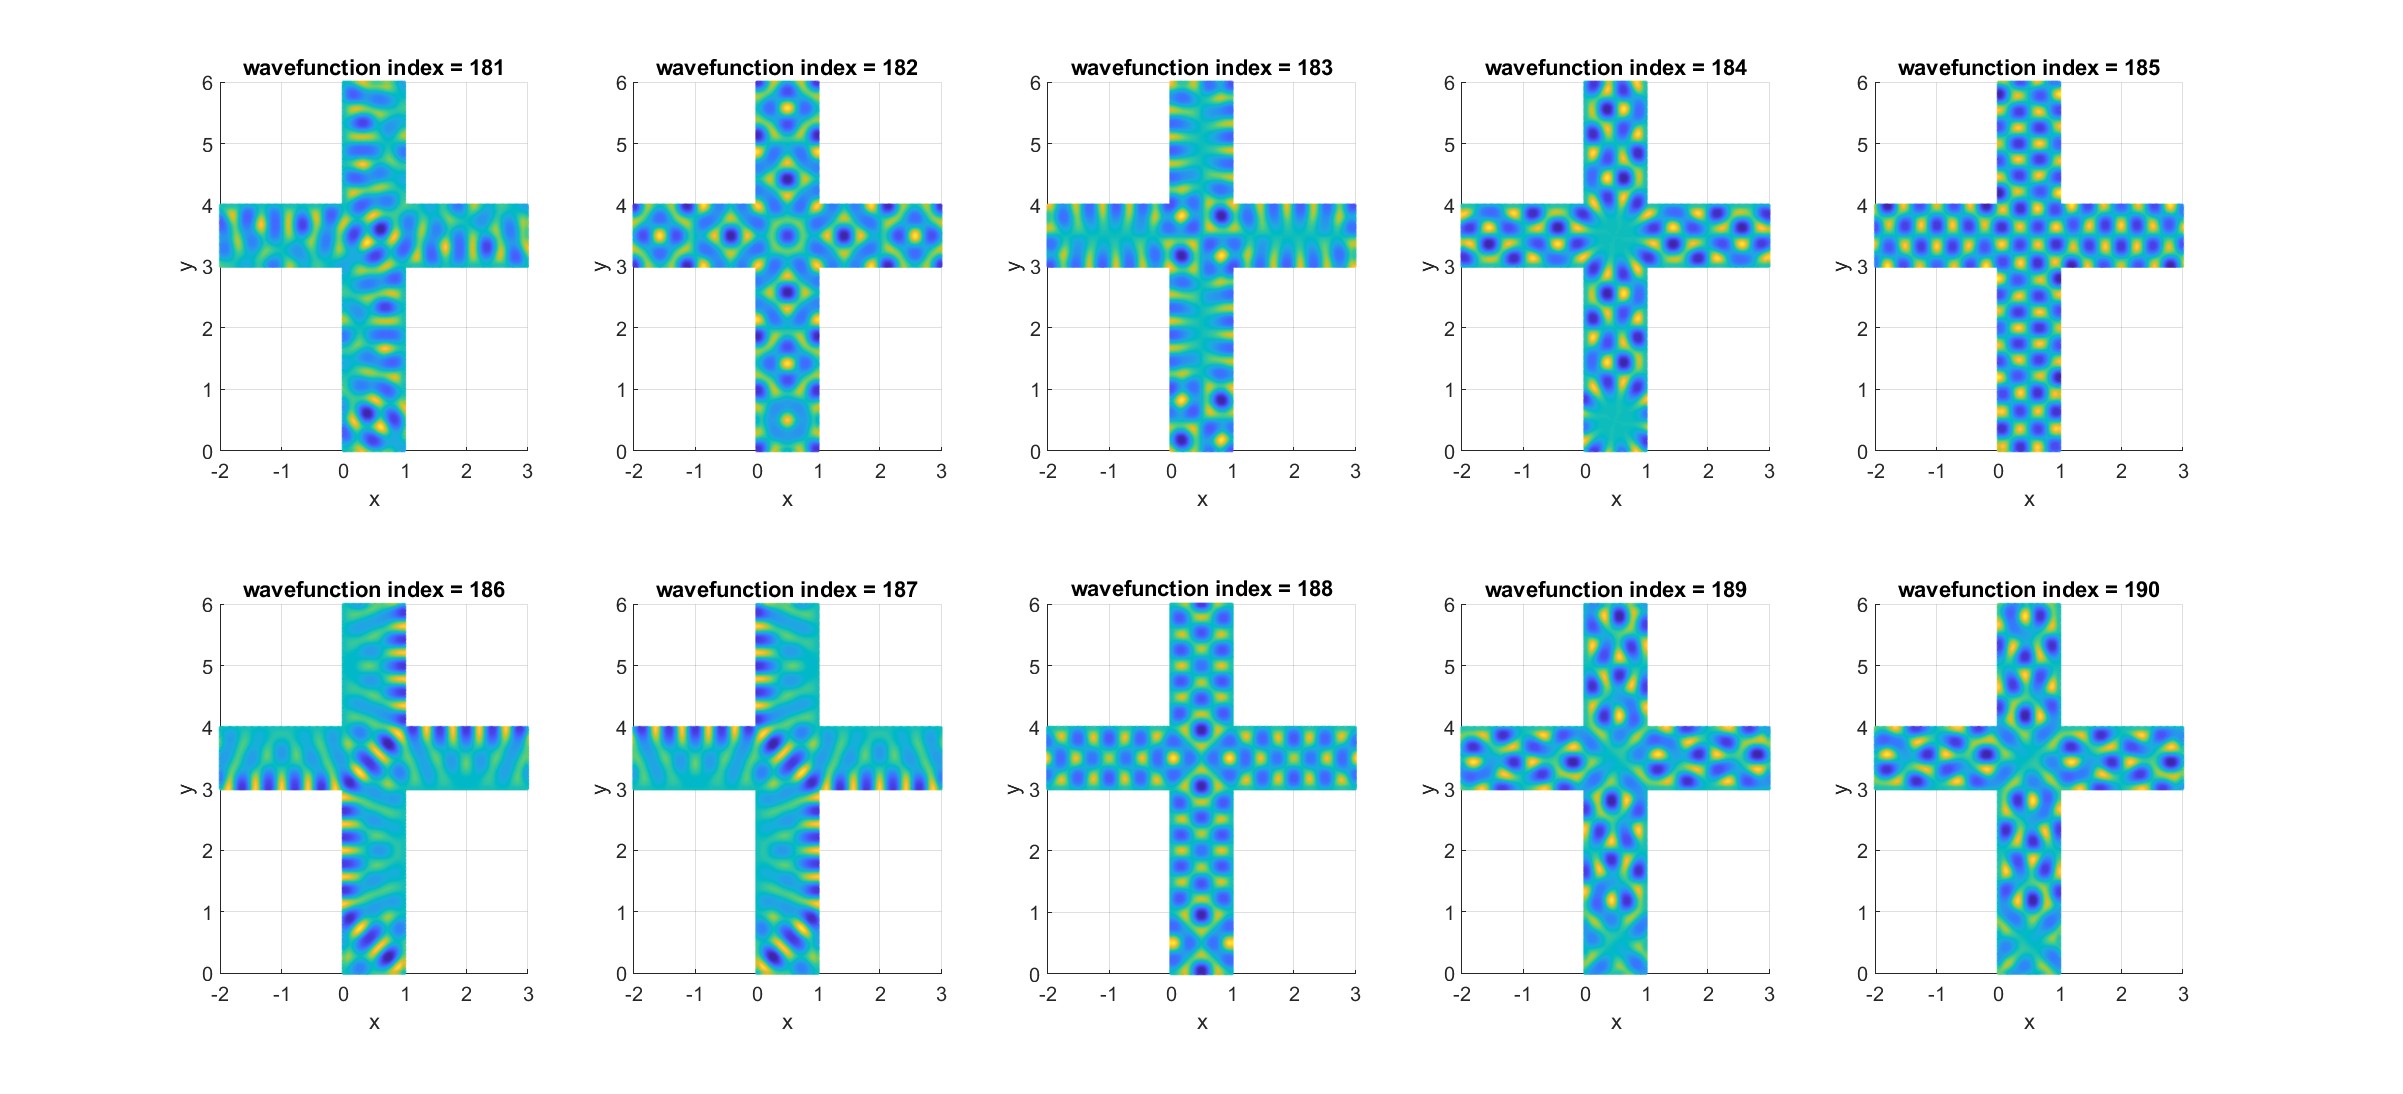 wavefunction index = 181
6
5
4
3
2
1
0
y
-2 -1 0 1 2 3
x
wavefunction index = 182
6
5
4
3
2
1
0
y
-2 -1 0 1 2 3
x
wavefunction index = 183
6
5
4
3
2
1
0
y
-2 -1 0 1 2 3
x
wavefunction index = 184
6
5
4
3
2
1
0
y
-2 -1 0 1 2 3
x
wavefunction index = 185
6
5
4
3
2
1
0
y
-2 -1 0 1 2 3
x
wavefunction index = 186
6
5
4
3
2
1
0
y
-2 -1 0 1 2 3
x
wavefunction index = 187
6
5
4
3
2
1
0
y
-2 -1 0 1 2 3
x
wavefunction index = 188
6
5
4
3
2
1
0
y
-2 -1 0 1 2 3
x
wavefunction index = 189
6
5
4
3
2
1
0
y
-2 -1 0 1 2 3
x
wavefunction index = 190
6
5
4
3
2
1
0
y
-2 -1 0 1 2 3
x